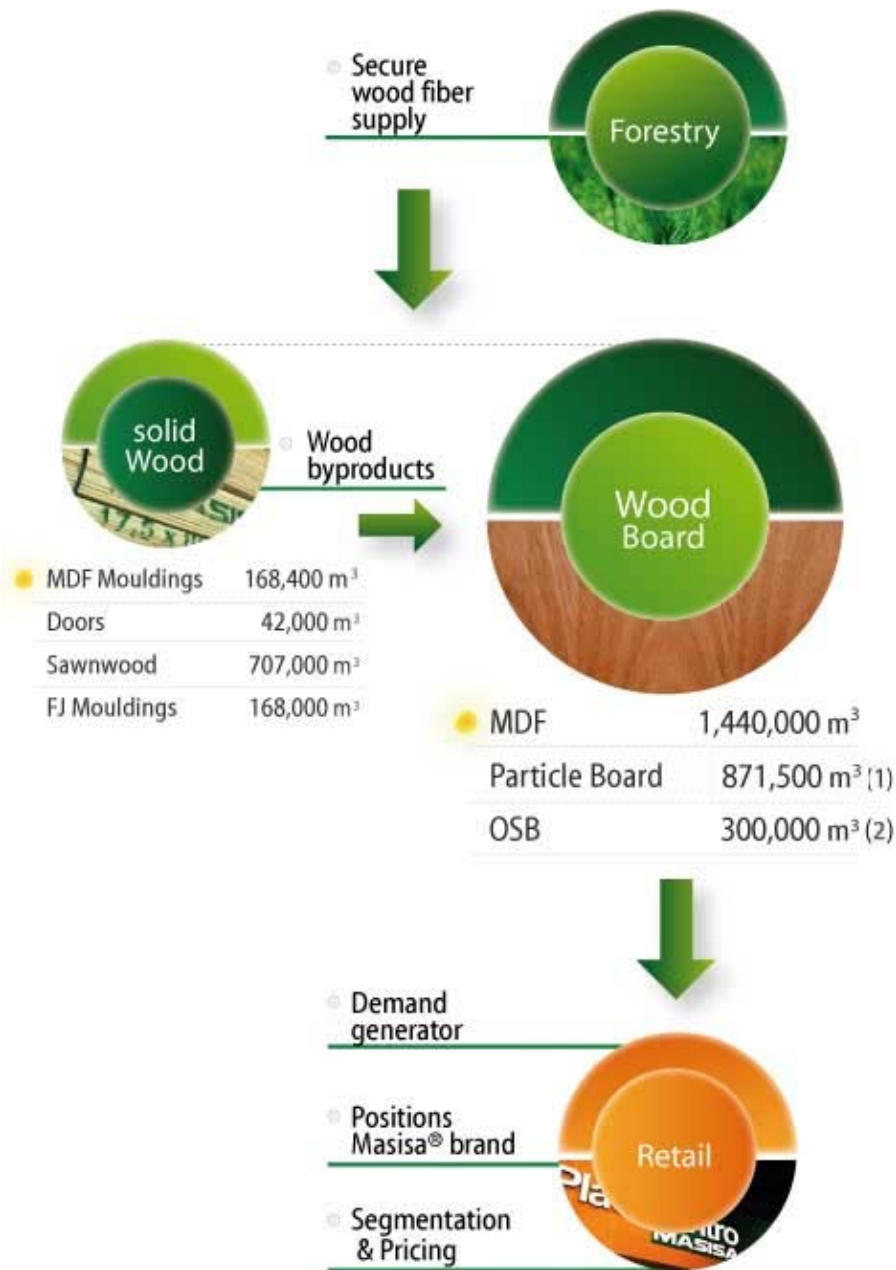 Secure
wood fiber
supply
Forestry
solid
Wood
Wood
byproducts
Wood
Board
MDF Mouldings 168,400 m³
Doors 42,000 m³
Sawnwood 707,000 m³
FJ Mouldings 168,000 m³
MDF 1,440,000 m³
Particle Board 871,500 m³ (1)
OSB 300,000 m³ (2)
Demand
generator
Positions
Masisa® brand
Segmentation
& Pricing
Retail
MASISA